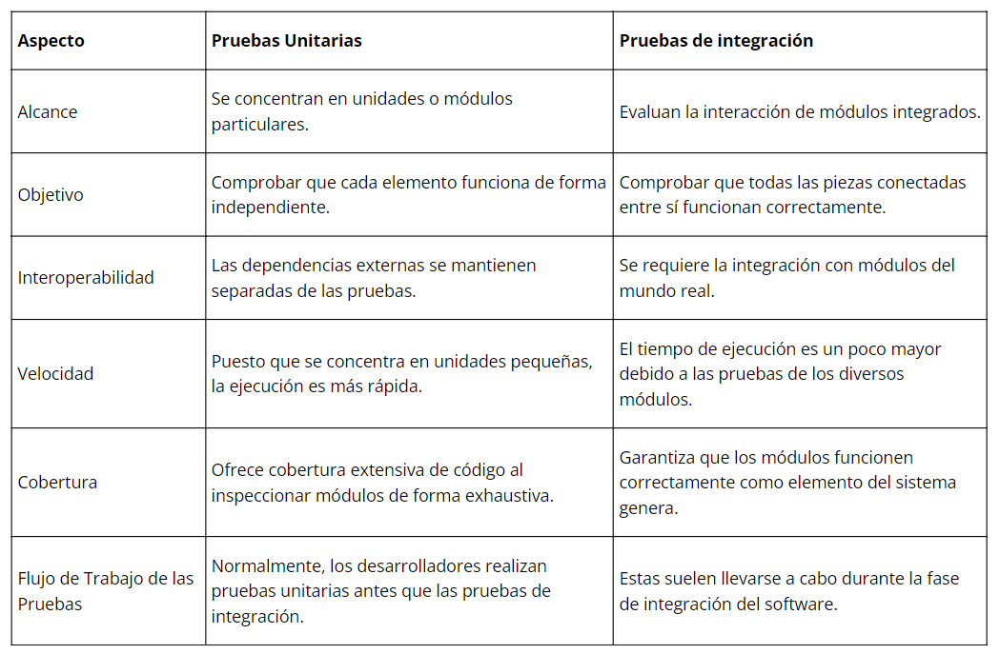 Aspecto
Pruebas Unitarias
Pruebas de integración
Alcance
Se concentran en unidades o módulos
particulares.
Evaluan la interacción de módulos integrados.
Objetivo
Comprobar que cada elemento funciona de forma
independiente.
Comprobar que todas las piezas conectadas
entre sí funcionan correctamente.
Interoperabilidad
Las dependencias externas se mantienen
separadas de las pruebas.
Se requiere la integración con módulos del
mundo real.
Velocidad
Puesto que se concentra en unidades pequeñas,
la ejecución es más rápida.
El tiempo de ejecución es un poco mayor
debido a las pruebas de los diversos
módulos.
Cobertura
Ofrece cobertura extensiva de código al
inspeccionar módulos de forma exhaustiva.
Garantiza que los módulos funcionen
correctamente como elemento del sistema
genera.
Flujo de Trabajo de las
Pruebas
Normalmente, los desarrolladores realizan
pruebas unitarias antes que las pruebas de
integración.
Estas suelen llevarse a cabo durante la fase
de integración del software.